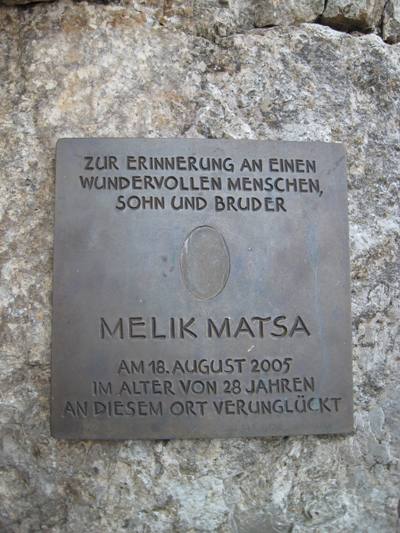 ZUR ERINNERUNG AN EINEN
WUNDERVOLLEN MENSCHEN,
SOHN UND BRUDER
MELIK MATSA
AM 18. AUGUST 2005
IM ALTER VON 28 JAHREN
AN DIESEM ORT VERUNGLÜCKT